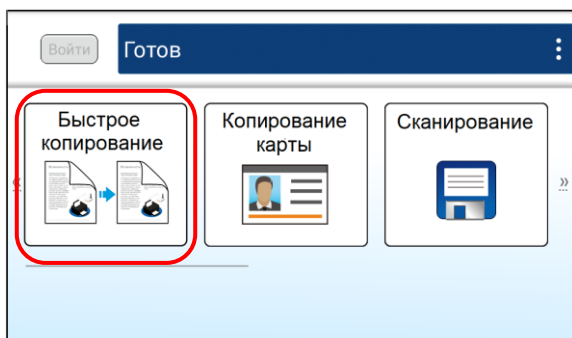 Войти
Готов
Быстрое
копирование
Копирование
карты
Сканирование
«
»